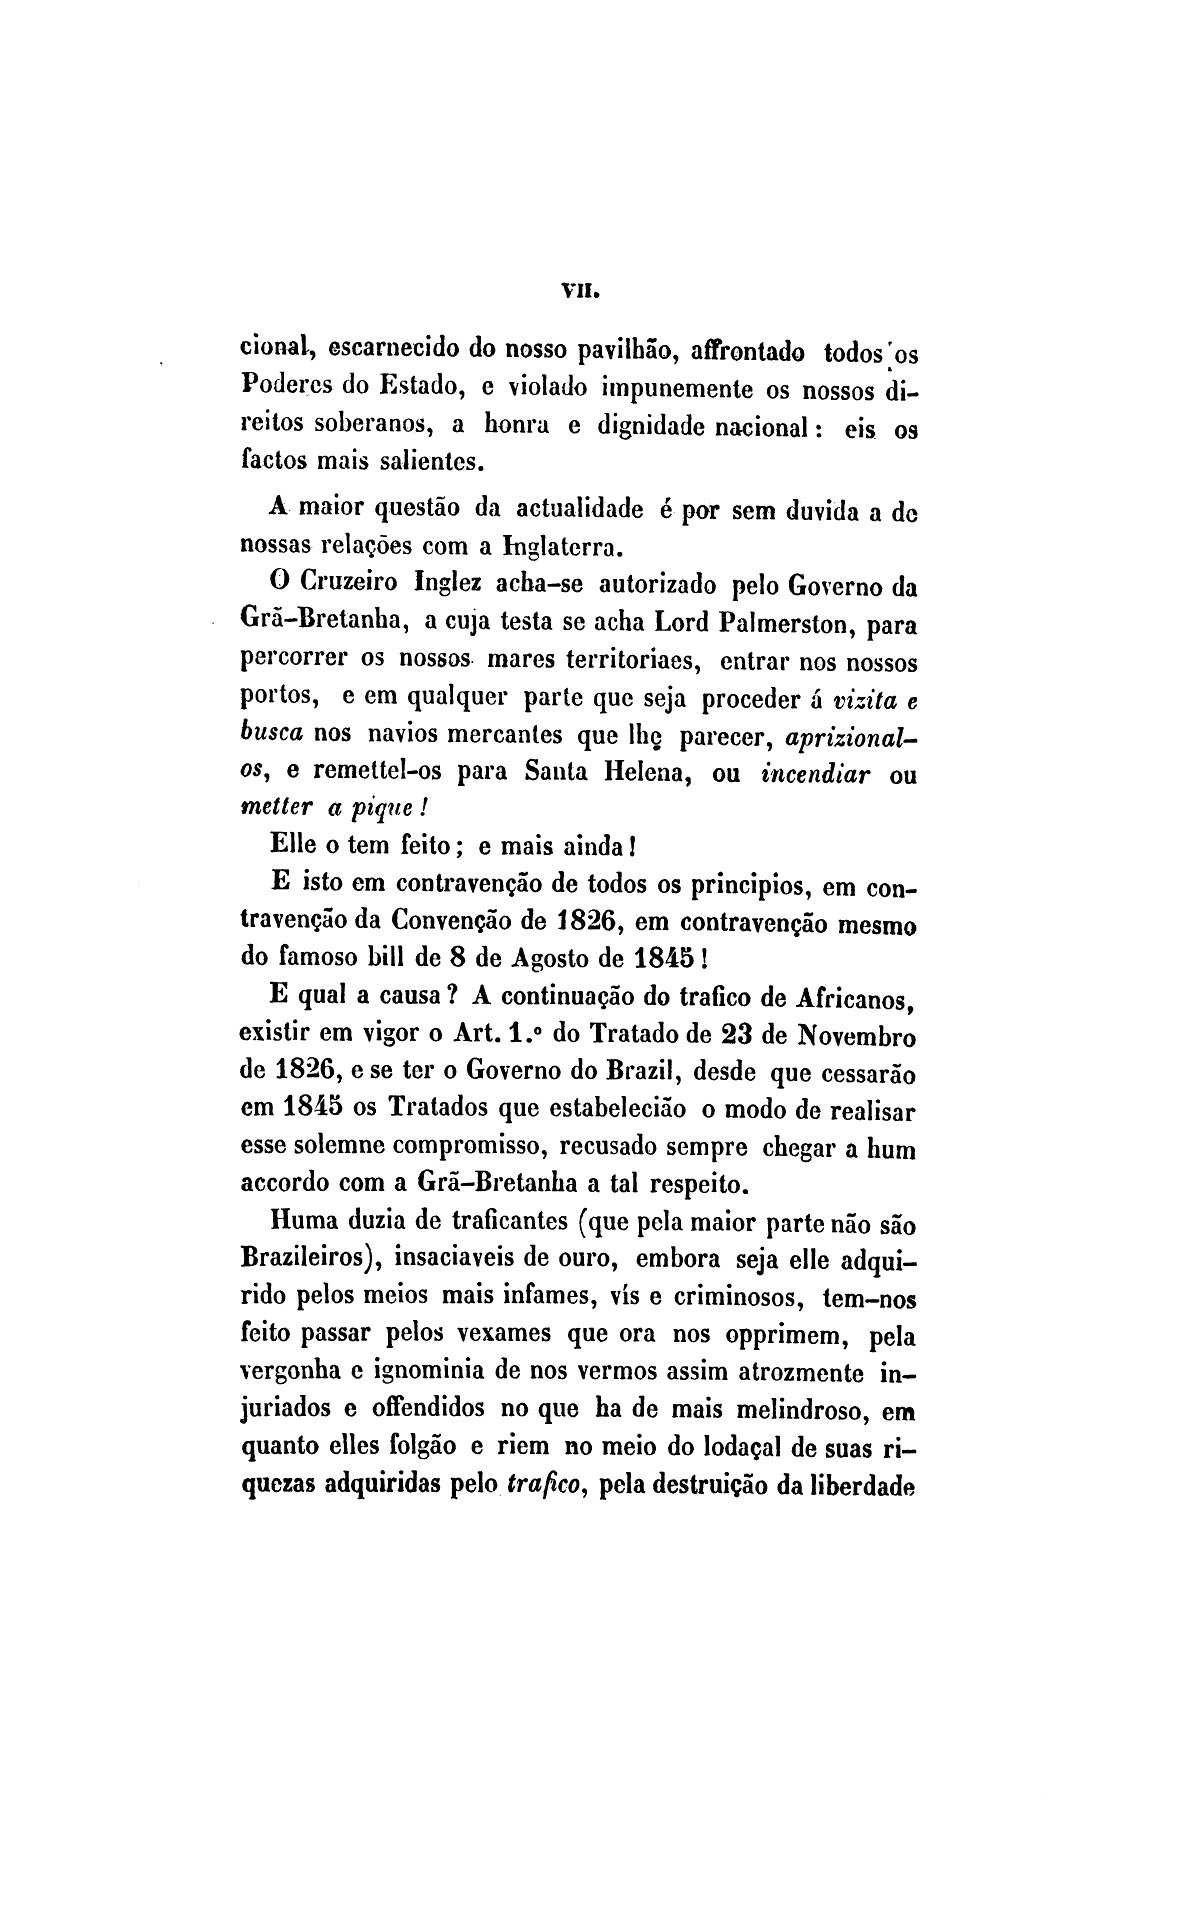 VII.
cional, escarnecido do nosso pavilhão, affrontado todos os
Poderes do Estado, e violado impunemente os nossos di-
reitos soberanos, a honra e dignidade nacional: eis os
factos mais salientes.
A maior questão da actualidade é por sem duvida a de
nossas relações com a Inglaterra.
O Cruzeiro Inglez acha-se autorizado pelo Governo da
Grã-Bretanha, a cuja testa se acha Lord Palmerston, para
percorrer os nossos mares territoriaes, entrar nos nossos
portos, e em qualquer parte que seja proceder á vizita e
busca nos navios mercantes que lhe parecer, aprizional-
os, e remettel-os para Santa Helena, ou incendiar ou
metter a pique!
Elle o tem feito; e mais ainda!
E isto em contravenção de todos os principios, em con-
travenção da Convenção de 1826, em contravenção mesmo
do famoso bill de 8 de Agosto de 1845!
E qual a causa? A continuação do trafico de Africanos,
existir em vigor o Art. 1.º do Tratado de 23 de Novembro
de 1826, e se ter o Governo do Brazil, desde que cessarão
em 1845 os Tratados que estabelecião o modo de realisar
esse solemne compromisso, recusado sempre chegar a hum
accordo com a Grã-Bretanha a tal respeito.
Huma duzia de traficantes (que pela maior parte não são
Brazileiros), insaciaveis de ouro, embora seja elle adqui-
rido pelos meios mais infames, vís e criminosos, tem-nos
feito passar pelos vexames que ora nos opprimem, pela
vergonha e ignominia de nos vermos assim atrozmente in-
juriados e offendidos no que ha de mais melindroso, em
quanto elles folgão e riem no meio do lodaçal de suas ri-
quezas adquiridas pelo trafico, pela destruição da liberdade